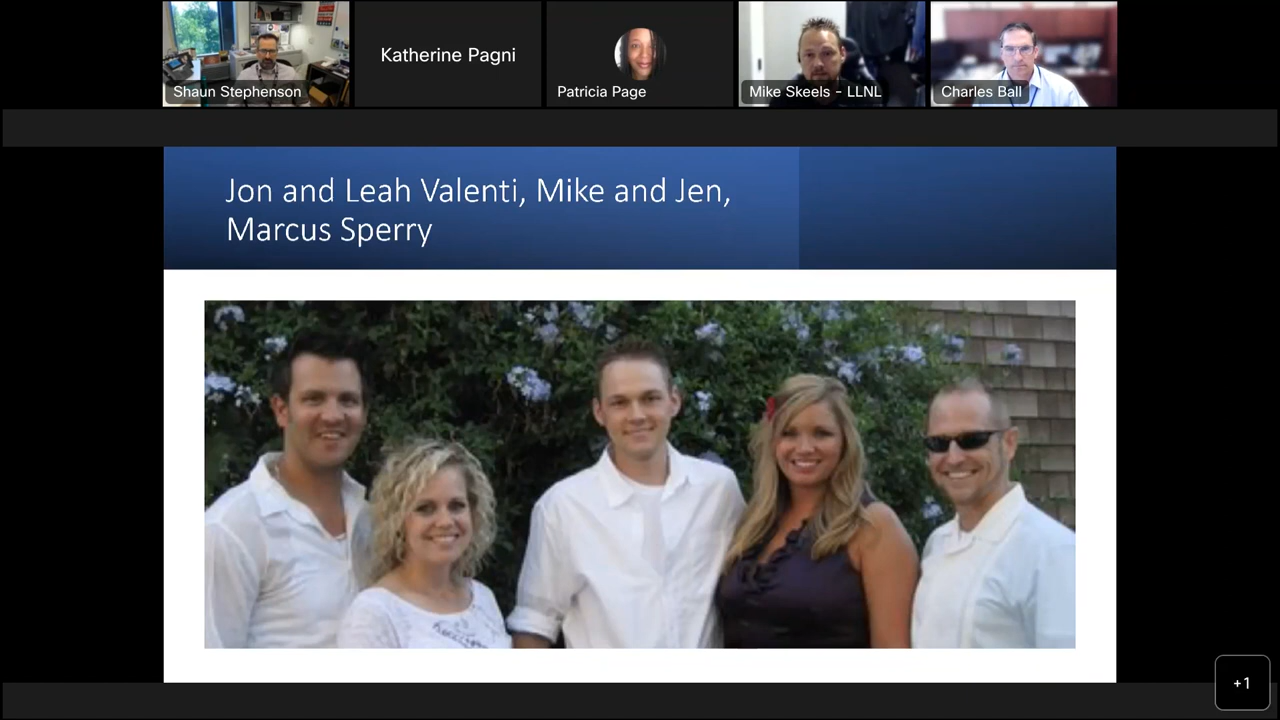 Shaun Stephenson
Katherine Pagni
Patricia Page
Mike Skeels - LLNL
Charles Ball
Jon and Leah Valenti, Mike and Jen,
Marcus Sperry
+1